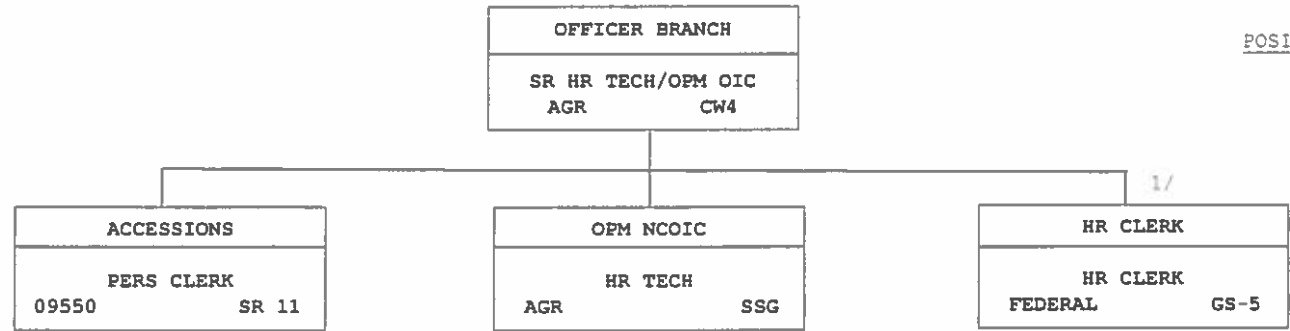 OFFICER BRANCH
POSI
SR HR TECH/OPM OIC
AGR CW4
1/
ACCESSIONS
PERS CLERK
09550 SR 11
OPM NCOIC
HR TECH
AGR SSG
HR CLERK
HR CLERK
FEDERAL GS-5